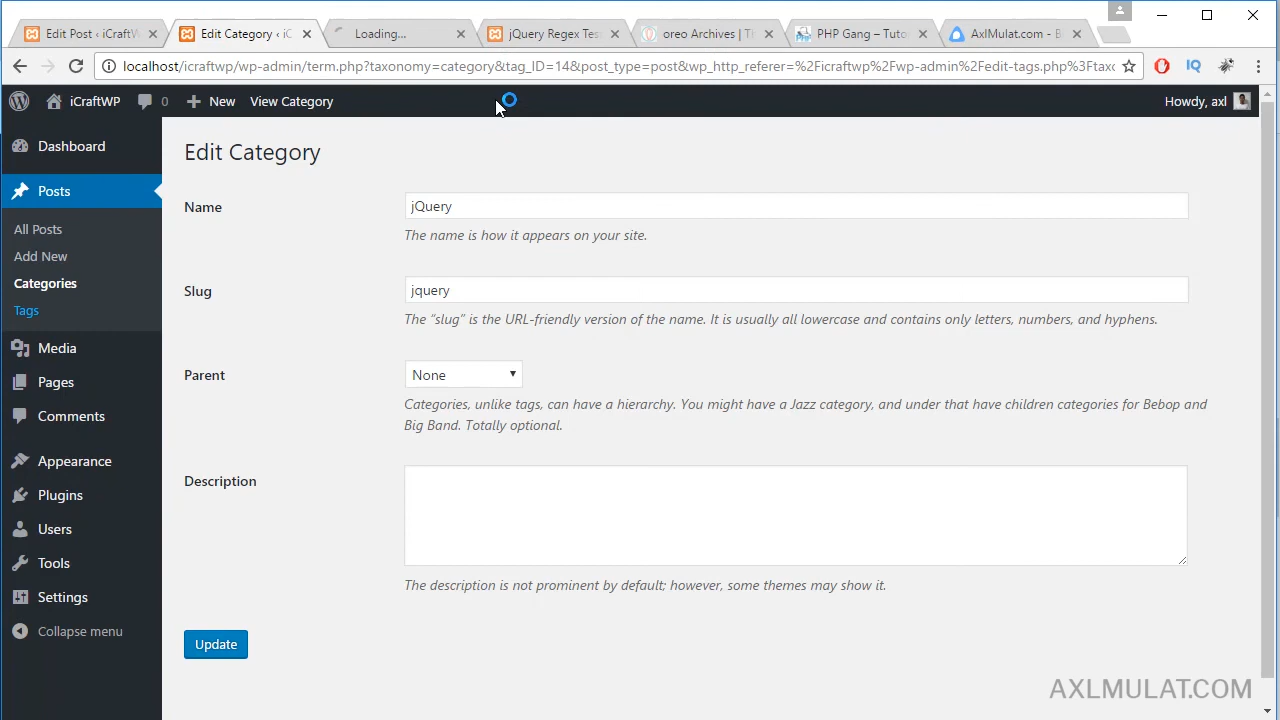 Edit Post ‹ iCraftW
Edit Category ‹ iC
Loading...
jQuery Regex Tes
oreo Archives | Th
PHP Gang – Tuto
AxlMulat.com - B
localhost/icraftwp/wp-admin/term.php?taxonomy=category&tag_ID=14&post_type=post&wp_http_referer=%2Ficraftwp%2Fwp-admin%2Fedit-tags.php%3Ftaxo
IQ
iCraftWP
0
New
View Category
Howdy, axl
Dashboard
Posts
All Posts
Add New
Categories
Tags
Media
Pages
Comments
Appearance
Plugins
Users
Tools
Settings
Collapse menu
Edit Category
Name
jQuery
The name is how it appears on your site.
Slug
jquery
The “slug” is the URL-friendly version of the name. It is usually all lowercase and contains only letters, numbers, and hyphens.
Parent
None
Categories, unlike tags, can have a hierarchy. You might have a Jazz category, and under that have children categories for Bebop and
Big Band. Totally optional.
Description
The description is not prominent by default; however, some themes may show it.
Update
AXLMULAT.COM